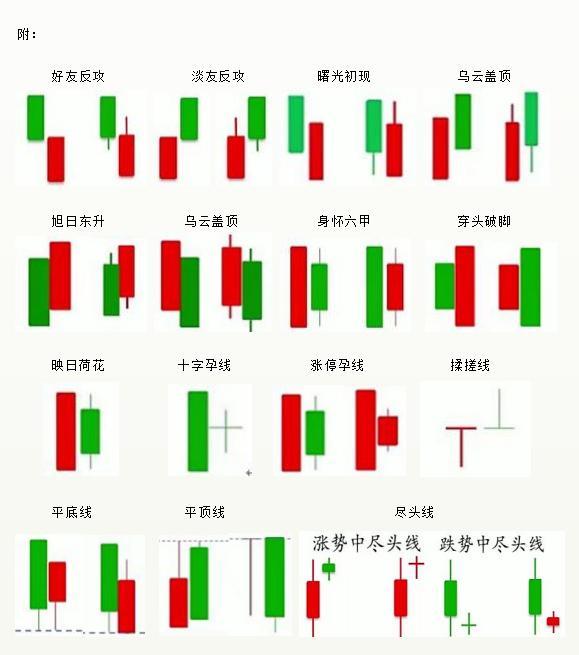 附：
好友反攻 淡友反攻 曙光初现 乌云盖顶
旭日东升 乌云盖顶 身怀六甲 穿头破脚
映日荷花 十字孕线 涨停孕线 揉搓线
平底线 平顶线 尽头线
涨势中尽头线 跌势中尽头线